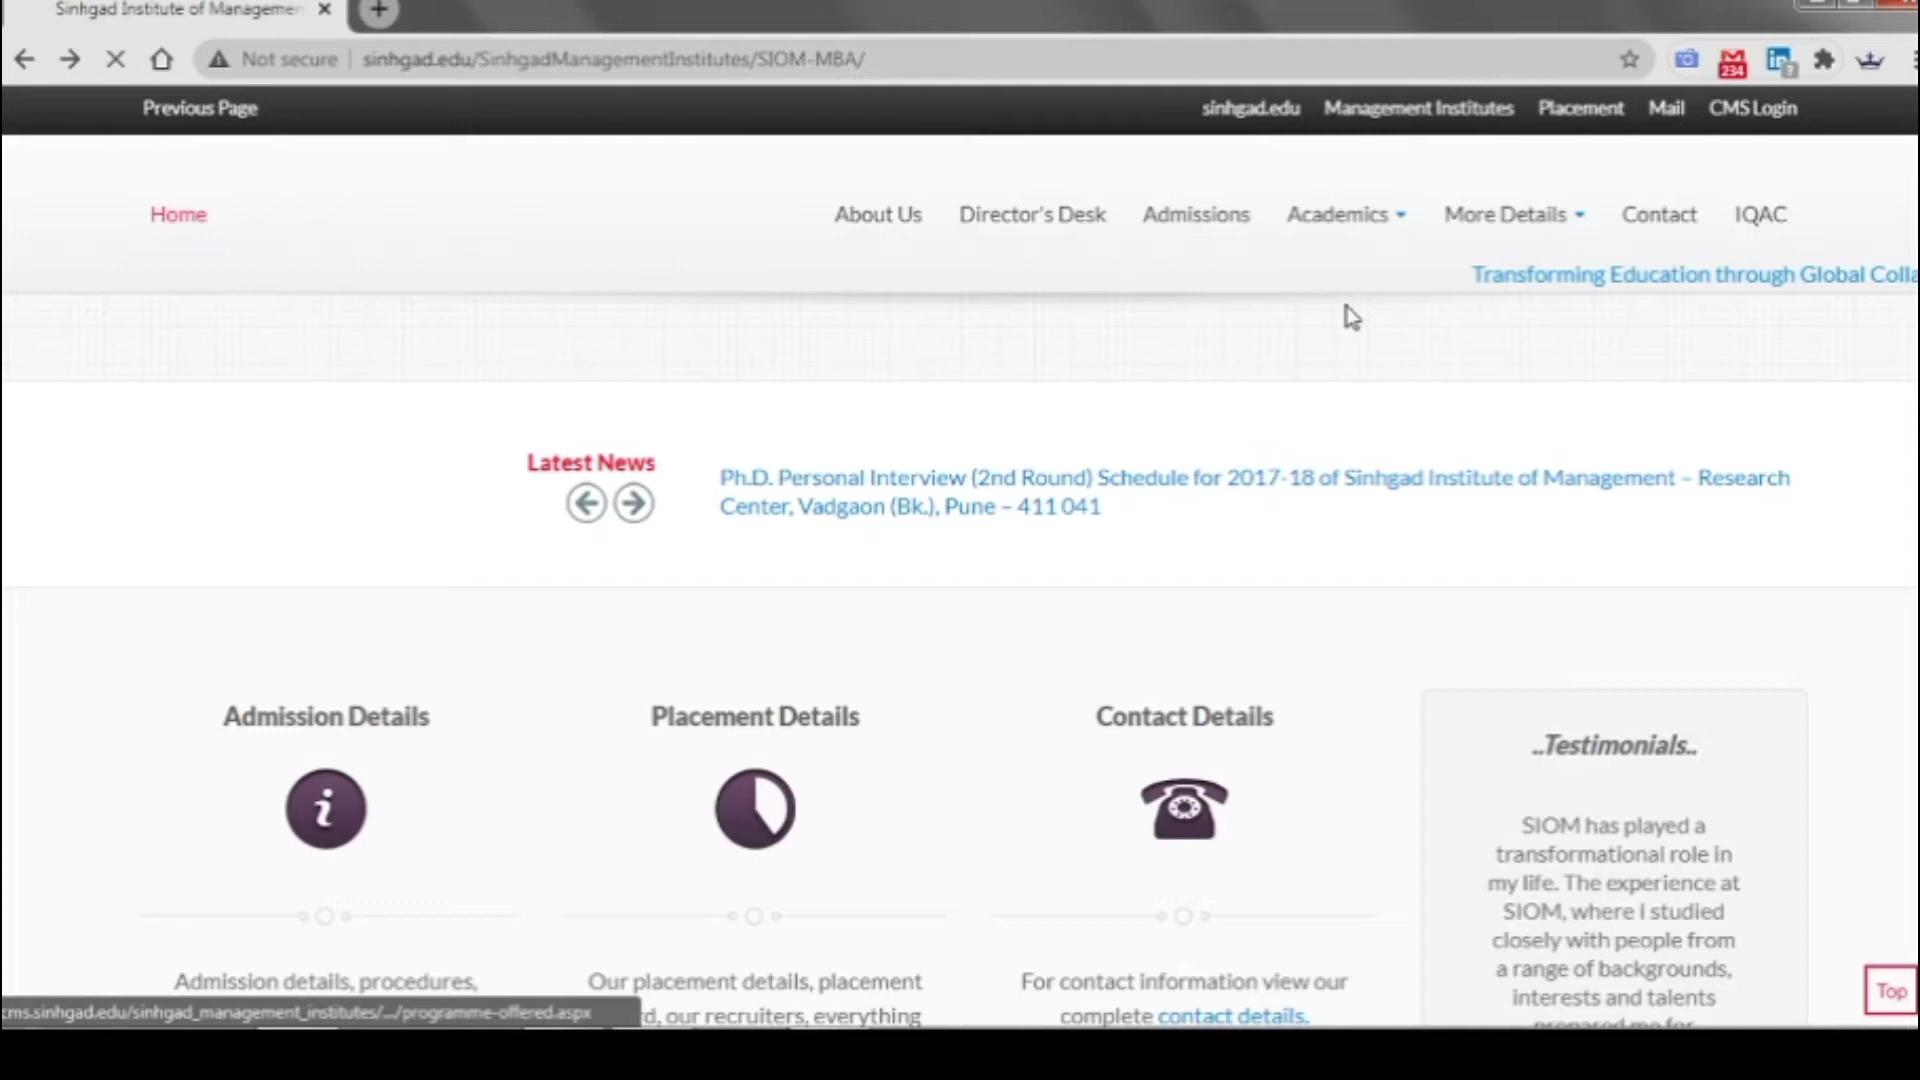 Sinhgad Institute of Managemen
Not secure
sinhgad.edu/SinhgadManagementInstitutes/SIOM-MBA/
234
in
?
Previous Page
sinhgad.edu Management Institutes Placement Mail CMS Login
Home
About Us Director's Desk Admissions Academics More Details Contact IQAC
Transforming Education through Global Colla
Latest News
Ph.D. Personal Interview (2nd Round) Schedule for 2017-18 of Sinhgad Institute of Management – Research
Center, Vadgaon (Bk.), Pune – 411 041
Admission Details
Placement Details
Contact Details
..Testimonials..
i
SIOM has played a
transformational role in
my life. The experience at
SIOM, where I studied
closely with people from
a range of backgrounds,
interests and talents
prepared me for
Admission details, procedures,
Our placement details, placement
rd, our recruiters, everything
For contact information view our
complete contact details.
Top
cms.sinhgad.edu/sinhgad_management_institutes/.../programme-offered.aspx